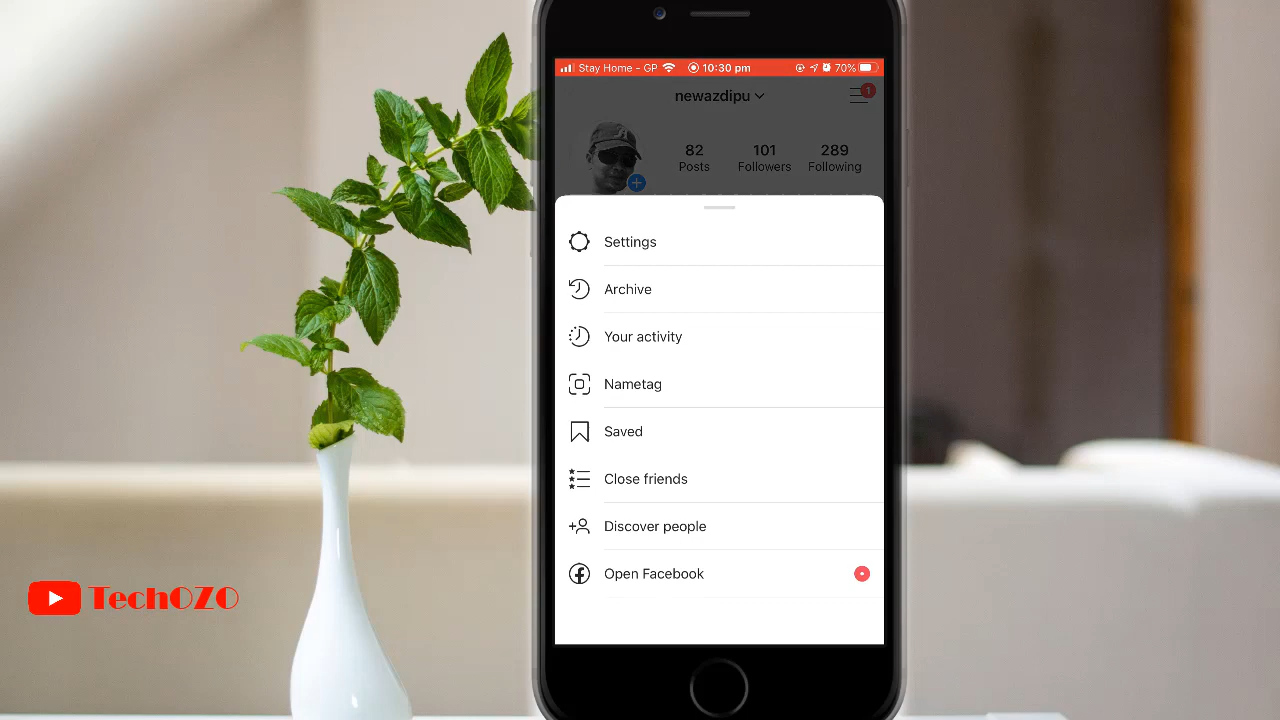 Stay Home - GP 10:30 pm 70%
newazdipu
1
82 101 289
Posts Followers Following
Settings
Archive
Your activity
Nametag
Saved
Close friends
Discover people
Open Facebook
TechOZO